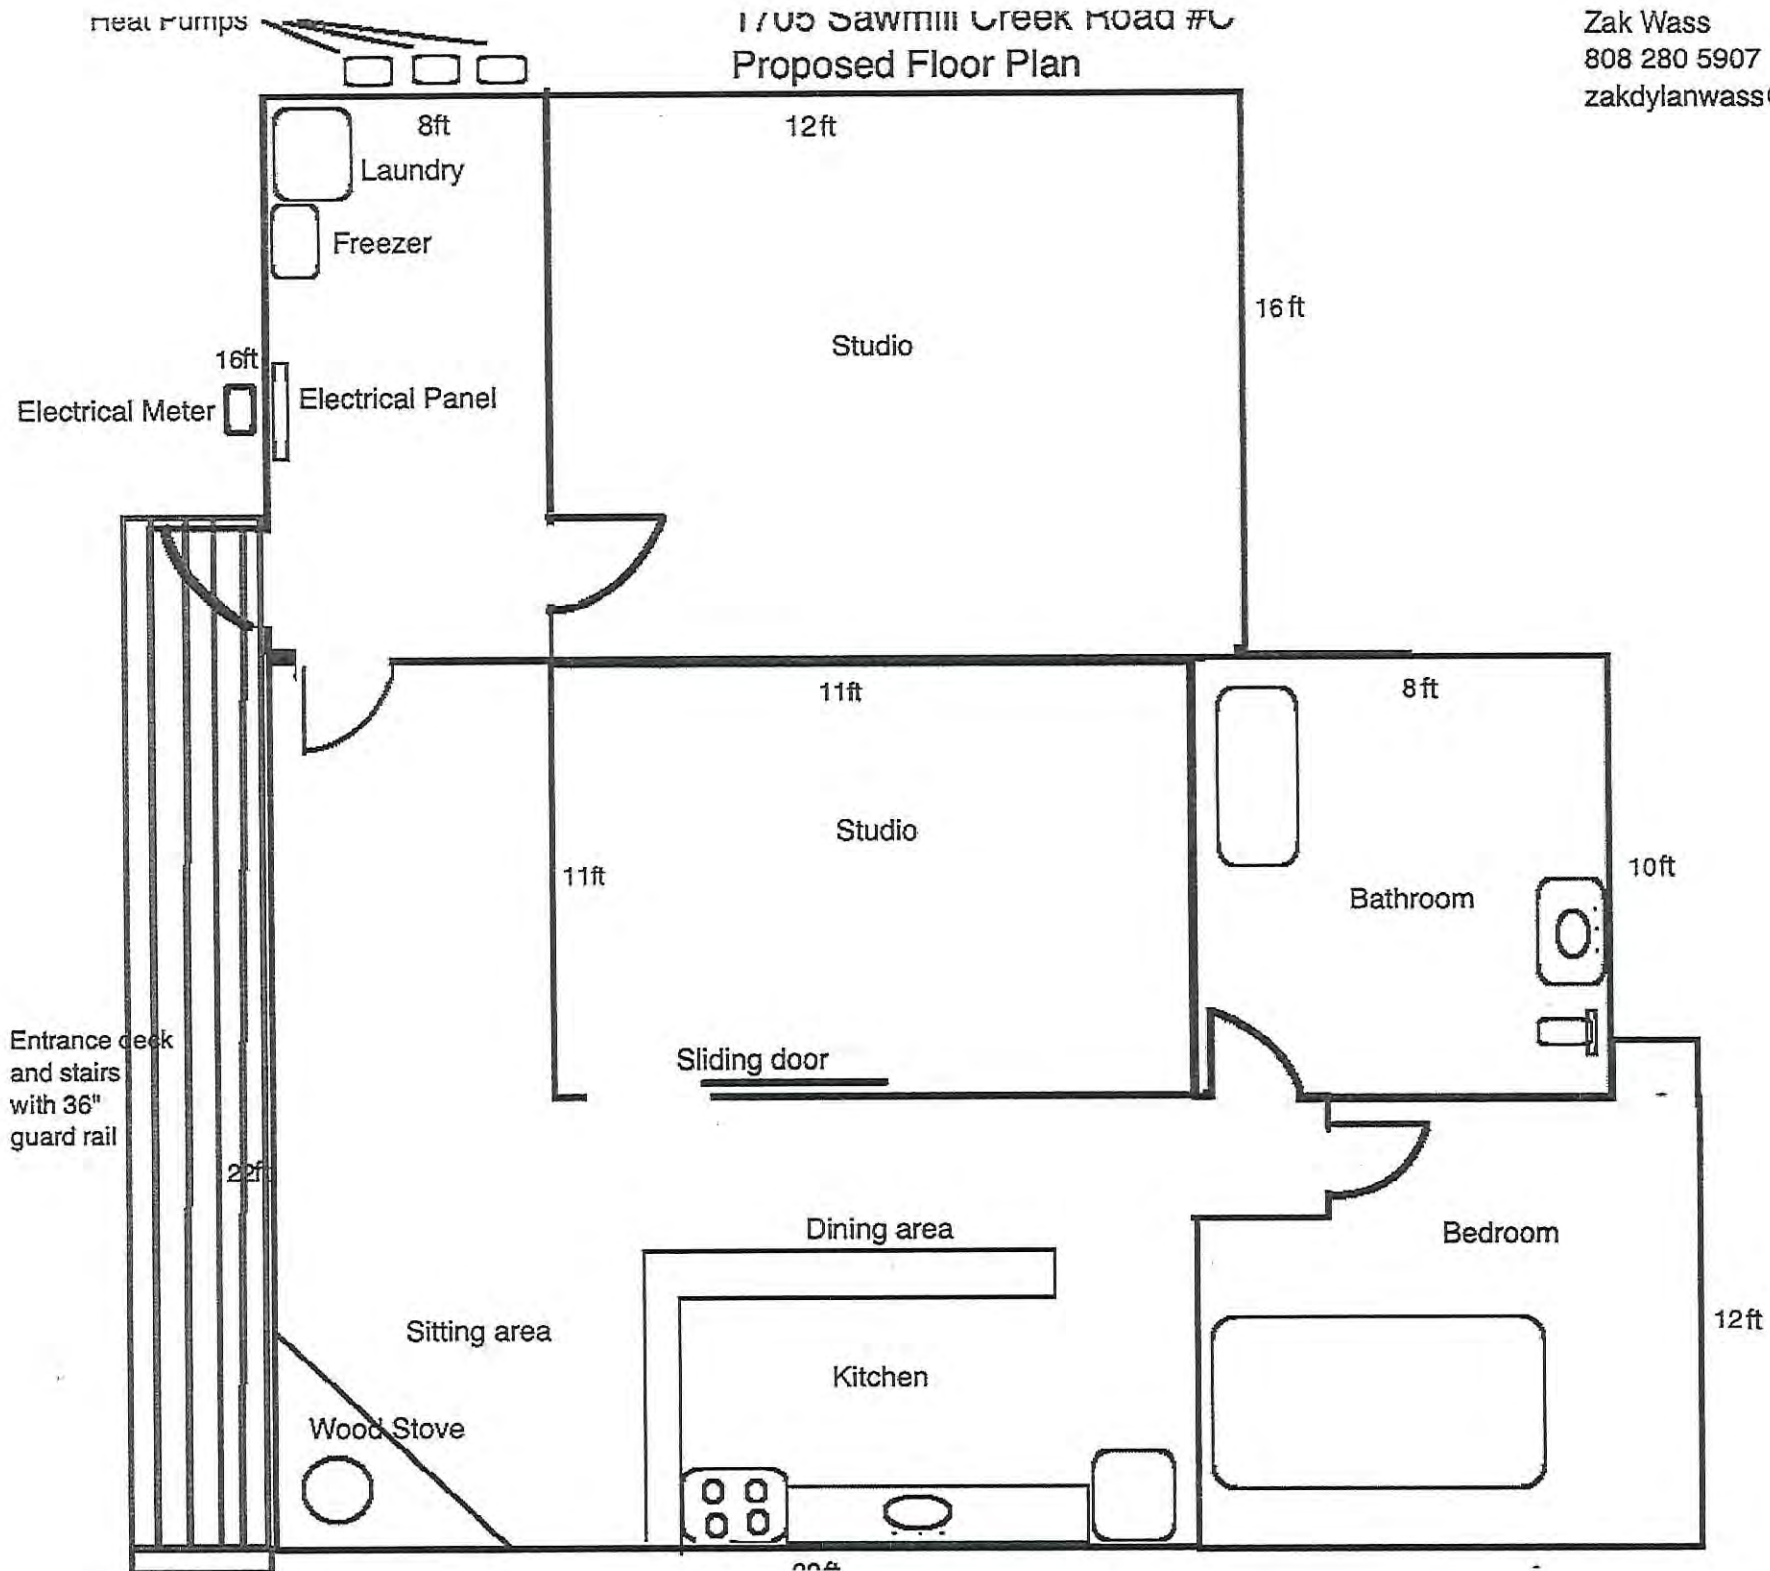 Heat Pumps
1705 Sawmill Creek Road #C
Proposed Floor Plan
Zak Wass
808 280 5907
zakdylanwass
8ft
12ft
Laundry
Freezer
16ft
Studio
16ft
Electrical Meter
Electrical Panel
11ft
8ft
Studio
11ft
Bathroom
10ft
Entrance deck
and stairs
with 36"
guard rail
Sliding door
22ft
Dining area
Bedroom
Sitting area
Kitchen
12ft
Wood Stove